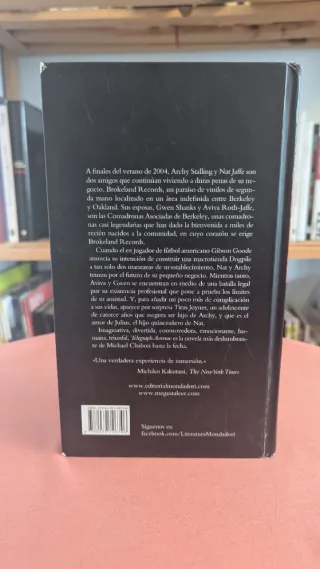 A finales del verano de 2004, Archy Stalling y Nat Jaffe son
dos amigos que continúan viviendo a duras penas de su ne-
gocio, Brokeland Records, un paraíso de vinilos de segun-
da mano localizado en un área indefinida entre Berkeley
y Oakland. Sus esposas, Gwen Shanks y Aviva Roth-Jaffe,
son las Comadronas Asociadas de Berkeley, unas comadro-
nas casi legendarias que han dado la bienvenida a miles de
recién nacidos a la comunidad, en cuyo corazón se erige
Brokeland Records.
Cuando el ex jugador de fútbol americano Gibson Goode
anuncia su intención de construir una macrotienda Dogpile
a tan solo dos manzanas de su establecimiento, Nat y Archy
temen por el futuro de su pequeño negocio. Mientras tanto,
Aviva y Gwen se encuentran en medio de una batalla legal
por su existencia profesional que pone a prueba los límites
de su amistad. Y, para añadir un poco más de complicación
a sus vidas, aparece por sorpresa Titus Joyner, un adolescente
de catorce años que asegura ser hijo de Archy, y que es el amor
de Julius, el hijo quinceañero de Nat.
Imaginativa, divertida, conmovedora, emocionante, hu-
mana, triunfal, Telegraph Avenue es la novela más deslumbran-
te de Michael Chabon hasta la fecha.
«Una verdadera experiencia de inmersión.»
Michiko Kakutani, The New York Times
www.editorialmondadori.com
www.megustaleer.com
Síguenos en
facebook.com/LiteraturaMondadori